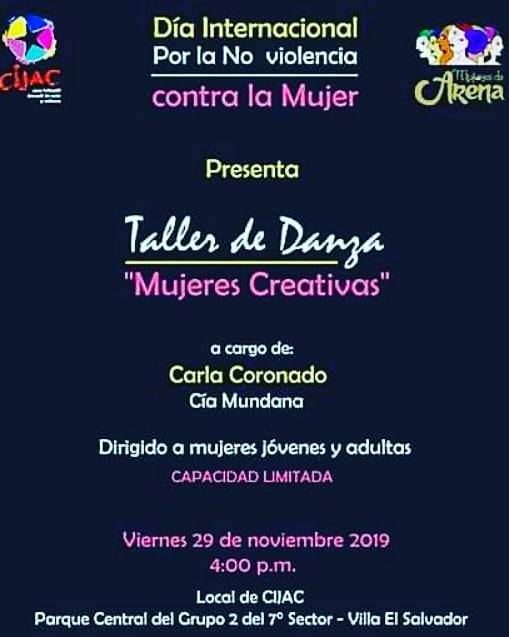 Día Internacional
Por la No violencia
contra la Mujer
CIJAC
Mujeres de
Arena
Presenta
Taller de Danza
"Mujeres Creativas"
a cargo de:
Carla Coronado
Cía Mundana
Dirigido a mujeres jóvenes y adultas
CAPACIDAD LIMITADA
Viernes 29 de noviembre 2019
4:00 p.m.
Local de CIJAC
Parque Central del Grupo 2 del 7° Sector - Villa El Salvador